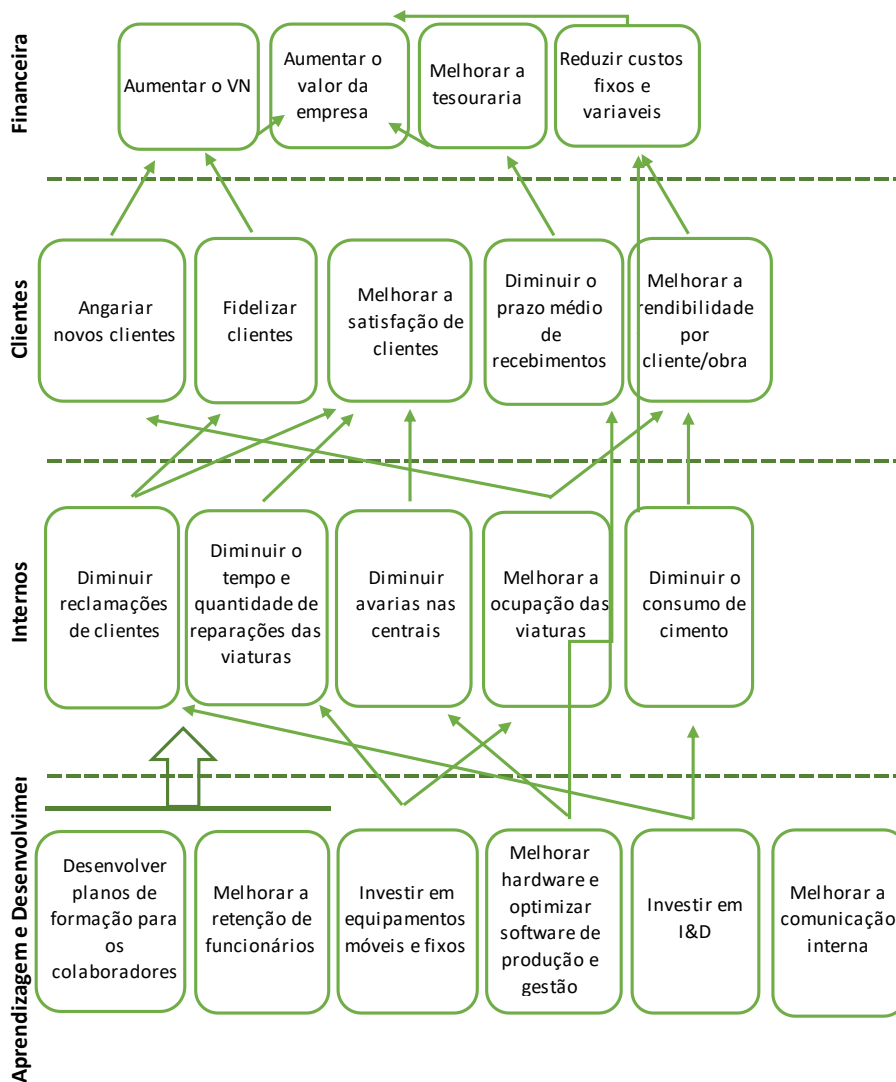 Financeira
Aumentar o VN
Aumentar o
valor da
empresa
Melhorar a
tesouraria
Reduzir custos
fixos e
variaveis
Clientes
Angariar
novos clientes
Fidelizar
clientes
Melhorar a
satisfação de
clientes
Diminuir o
prazo médio
de
recebimentos
Melhorar a
rendibilidade
por
cliente/obra
Internos
Diminuir
reclamações
de clientes
Diminuir o
tempo e
quantidade de
reparações das
viaturas
Diminuir
avarias nas
centrais
Melhorar a
ocupação das
viaturas
Diminuir o
consumo de
cimento
Aprendizagem e Desenvolvimen
Desenvolver
planos de
formação para
os
colaboradores
Melhorar a
retenção de
funcionários
Investir em
equipamentos
móveis e fixos
Melhorar
hardware e
optimizar
software de
produção e
gestão
Investir em
I&D
Melhorar a
comunicação
interna